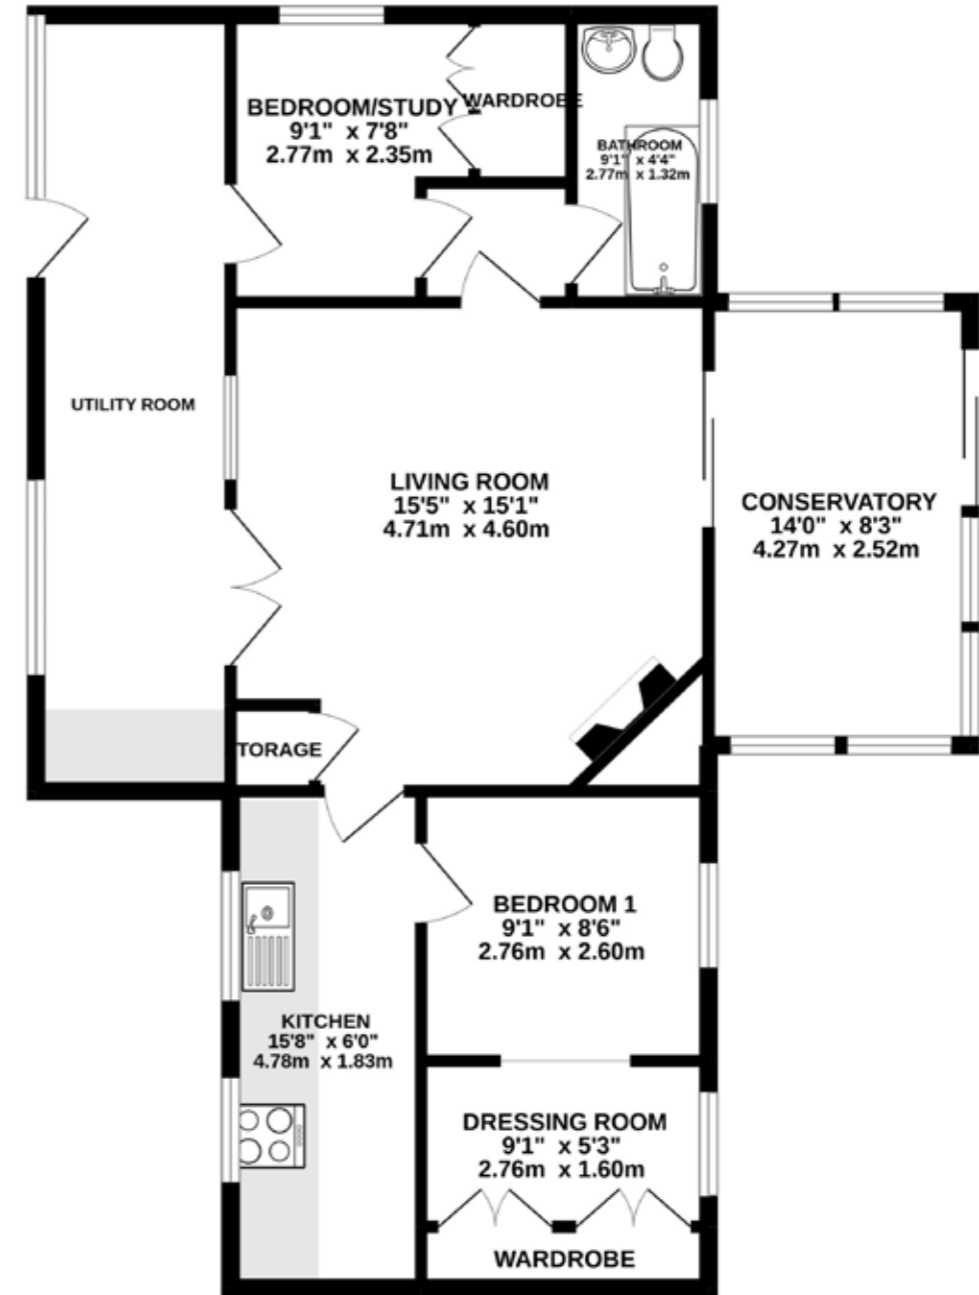 BEDROOM/STUDY
9'1" x 7'8"
2.77m x 2.35m
WARDROBE
BATHROOM
9'1" x 4'4"
2.77m x 1.32m
UTILITY ROOM
LIVING ROOM
15'5" x 15'1"
4.71m x 4.60m
CONSERVATORY
14'0" x 8'3"
4.27m x 2.52m
TORAGE
BEDROOM 1
9'1" x 8'6"
2.76m x 2.60m
KITCHEN
15'8" x 6'0"
4.78m x 1.83m
DRESSING ROOM
9'1" x 5'3"
2.76m x 1.60m
WARDROBE